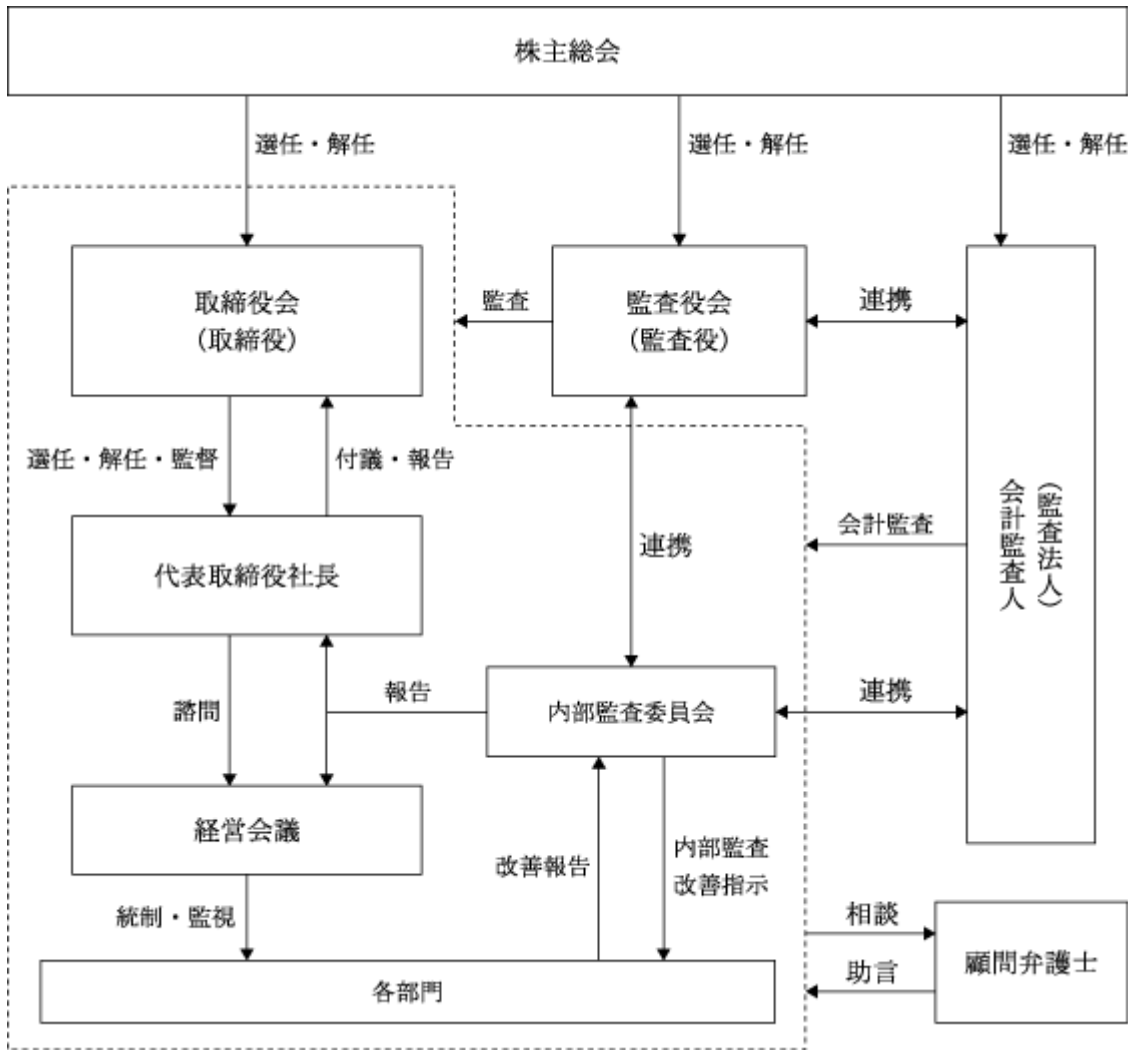 株主総会
選任・解任
選任・解任
選任・解任
取締役会
(取締役)
監査
監査役会
(監査役)
連携
会計監査人
(監査法人)
選任・解任・監督
付議・報告
連携
会計監査
代表取締役社長
諮問
報告
内部監査委員会
連携
経営会議
改善報告
内部監査
改善指示
統制・監視
相談
助言
顧問弁護士
各部門